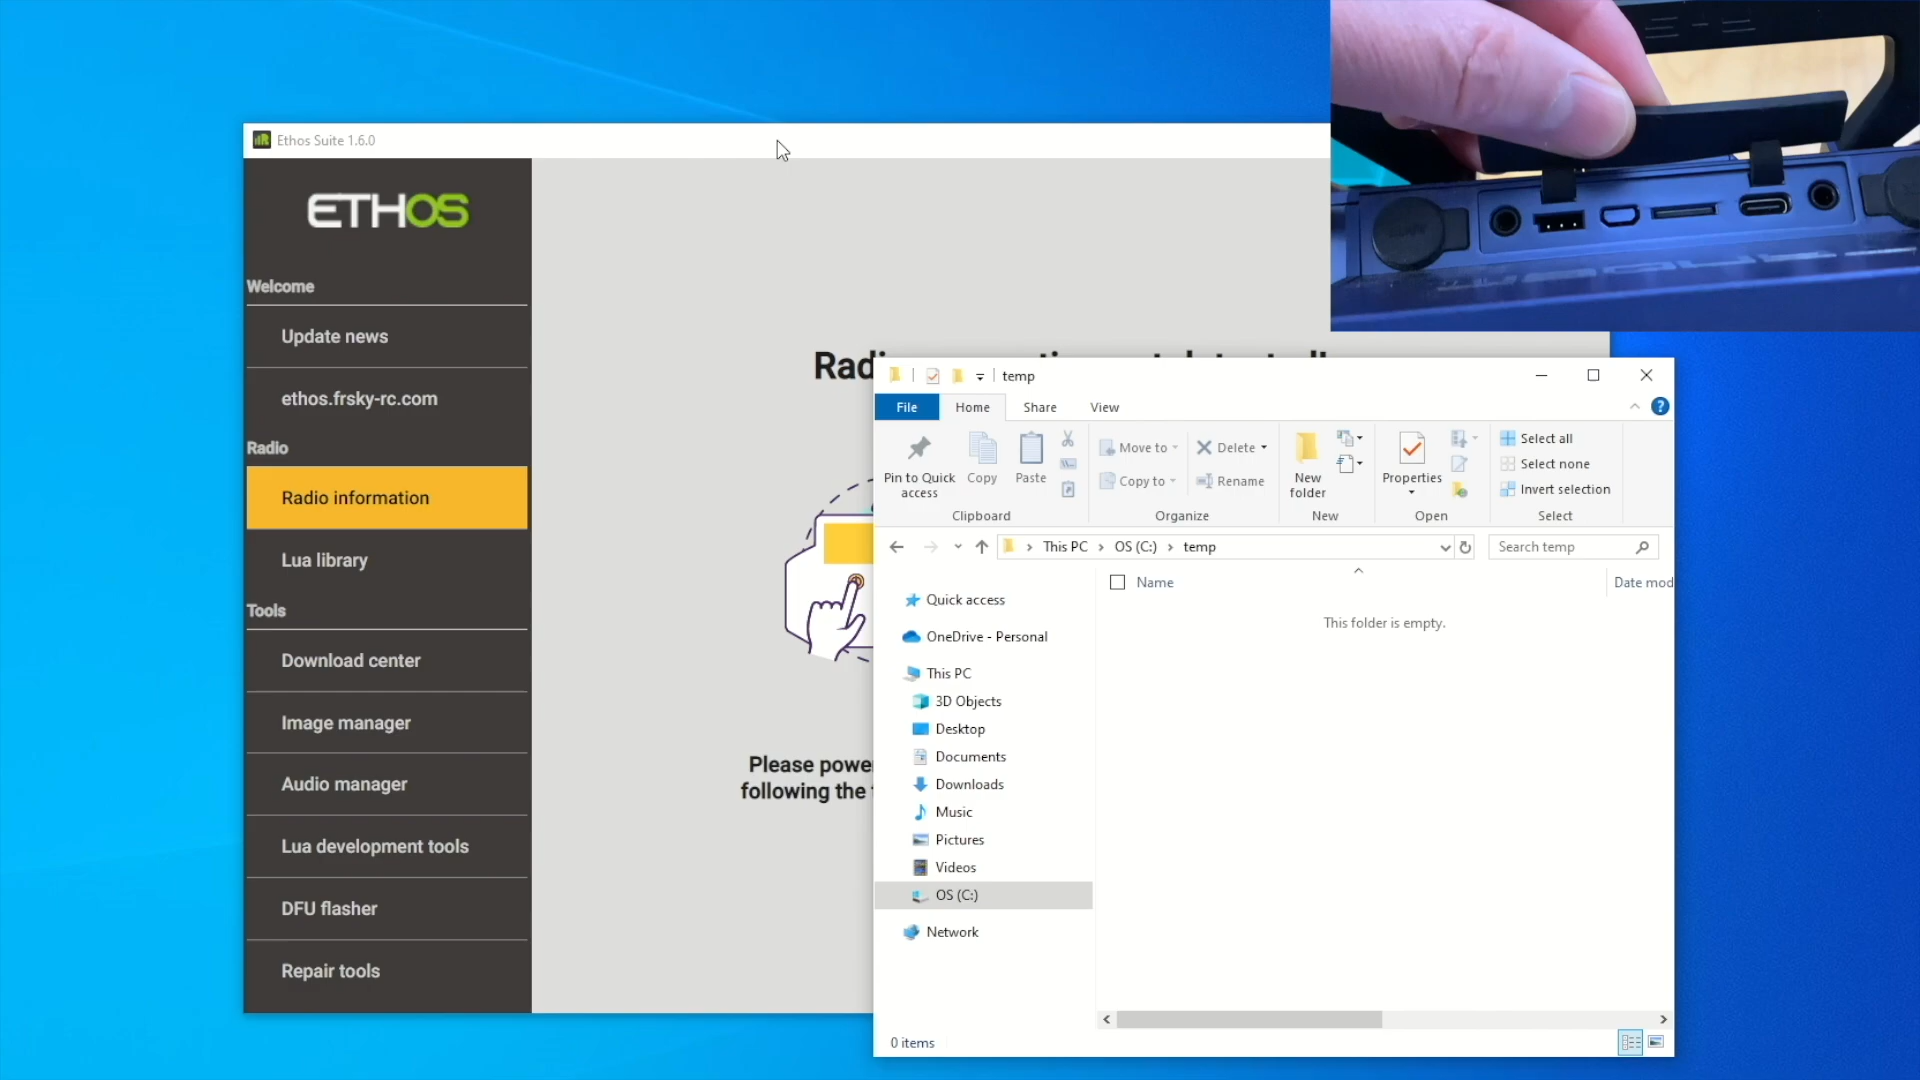 Ethos Suite 1.6.0
ETHOS
Welcome
Update news
ethos.frsky-rc.com
Radio
Radio information
Lua library
Tools
Download center
Image manager
Audio manager
Lua development tools
DFU flasher
Repair tools
Please
following the
temp
File
Home
Share
View
Pin to Quick
access
Copy
Paste
Move to
Copy to
Delete
Rename
New
folder
Properties
Select all
Select none
Invert selection
Clipboard
Organize
New
Open
Select
This PC
OS (C:)
temp
Search temp
Name
Date mod
This folder is empty.
Quick access
OneDrive - Personal
This PC
3D Objects
Desktop
Documents
Downloads
Music
Pictures
Videos
OS (C:)
Network
0 items